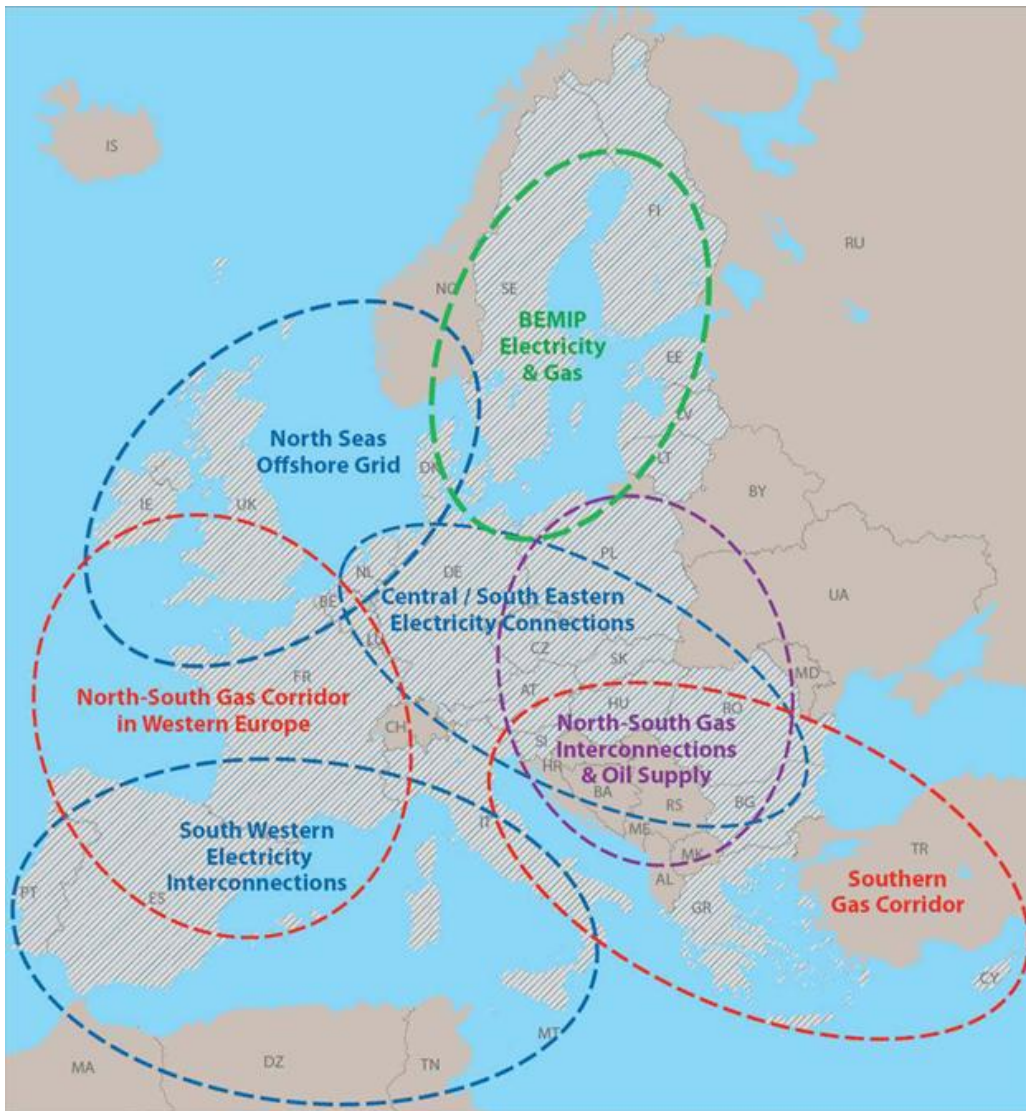 IS
FI
RU
NO
SE
BEMIP
Electricity
& Gas
EE
LV
North Seas
Offshore Grid
DK
LT
BY
IE
UK
PL
NL
DE
UA
BE
Central / South Eastern
Electricity Connections
LU
CZ
SK
FR
MD
AT
HU
RO
North-South Gas Corridor
in Western Europe
CH
North-South Gas
Interconnections
& Oil Supply
SI
HR
BA
RS
BG
IT
South Western
Electricity
Interconnections
ME
MK
TR
AL
Southern
Gas Corridor
PT
ES
GR
CY
MT
MA
DZ
TN